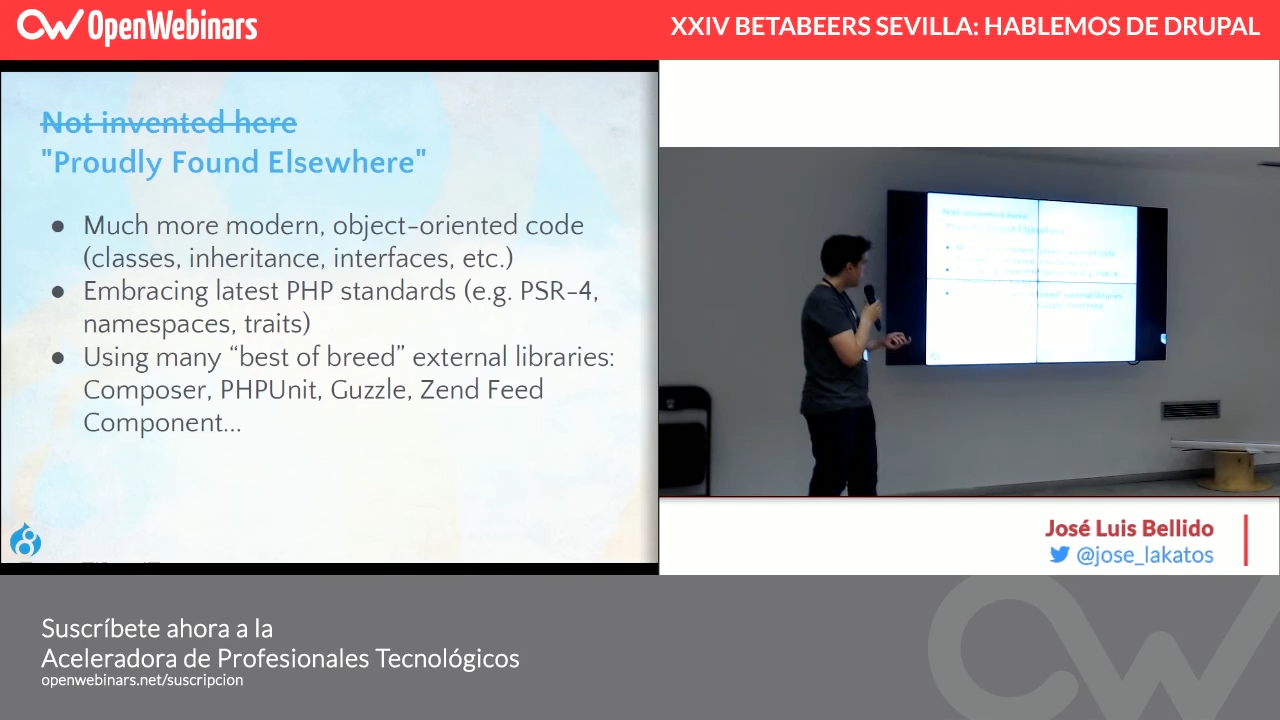 OpenWebinars
XXIV BETABEERS SEVILLA: HABLEMOS DE DRUPAL
Not invented here
"Proudly Found Elsewhere"
● Much more modern, object-oriented code
(classes, inheritance, interfaces, etc.)
● Embracing latest PHP standards (e.g. PSR-4,
namespaces, traits)
● Using many “best of breed” external libraries:
Composer, PHPUnit, Guzzle, Zend Feed
Component...
José Luis Bellido
@jose_lakatos
Suscríbete ahora a la
Aceleradora de Profesionales Tecnológicos
openwebinars.net/suscripcion